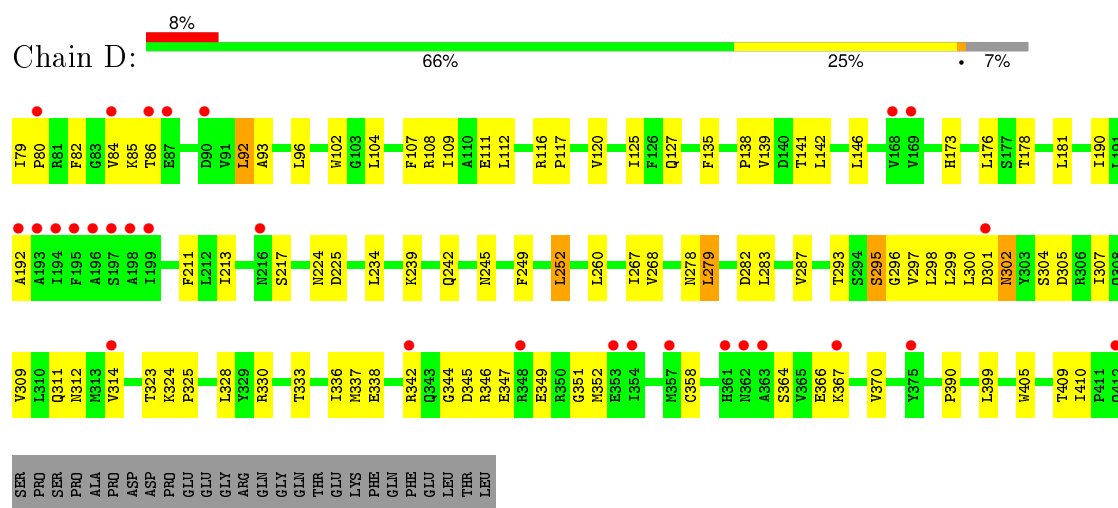 8%
Chain D:
66% 25% • 7%
I79 P80 R81 F82 G83 V84 K85 T86 E87 D90 V91 L92 A93 L96 W102 G103 L104 F107 R108 I109 A110 E111 L112 R116 P117 V120 I125 F126 Q127 F135 P138 V139 D140 T141 L142 L146 V168 V169 H173 L176 S177 T178 L181 I190 L191
A192 A193 I194 F195 A196 S197 A198 I199 F211 L212 I213 N216 S217 N224 D225 L234 K239 Q242 N245 F249 L252 L260 I267 V268 N278 L279 D282 L283 V287 T293 S294 S295 G296 V297 L298 L299 L300 D301 N302 Y303 S304 D305 R306 I307
V309 L310 Q311 N312 M313 V314 T323 K324 P325 L328 Y329 R330 T333 I336 M337 E338 R342 Q343 G344 D345 R346 E347 R348 E349 R350 G351 M352 E353 I354 M357 C358 H361 N362 A363 S364 V365 E366 K367 V370 Y375 P390 L399 W405 T409 I410 P411
SER PRO SER PRO ALA PRO ASP ASP PRO GLU GLU GLY ARG GLN GLY GLN THR GLU LYS PHE GLN PHE GLU LEU THR LEU